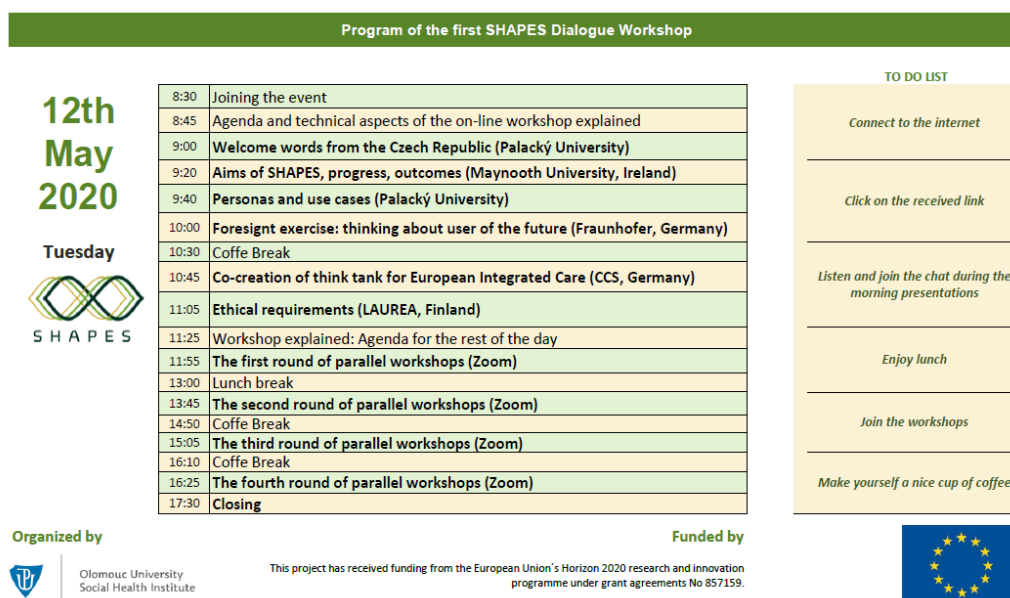 Program of the first SHAPES Dialogue Workshop
12th
May
2020
Tuesday
SHAPES
8:30 Joining the event
8:45 Agenda and technical aspects of the on-line workshop explained
9:00 Welcome words from the Czech Republic (Palacký University)
9:20 Aims of SHAPES, progress, outcomes (Maynooth University, Ireland)
9:40 Personas and use cases (Palacký University)
10:00 Foresignt exercise: thinking about user of the future (Fraunhofer, Germany)
10:30 Coffe Break
10:45 Co-creation of think tank for European Integrated Care (CCS, Germany)
11:05 Ethical requirements (LAUREA, Finland)
11:25 Workshop explained: Agenda for the rest of the day
11:55 The first round of parallel workshops (Zoom)
13:00 Lunch break
13:45 The second round of parallel workshops (Zoom)
14:50 Coffe Break
15:05 The third round of parallel workshops (Zoom)
16:10 Coffe Break
16:25 The fourth round of parallel workshops (Zoom)
17:30 Closing
TO DO LIST
Connect to the internet
Click on the received link
Listen and join the chat during the
morning presentations
Enjoy lunch
Join the workshops
Make yourself a nice cup of coffee
Organized by
Olomouc University
Social Health Institute
Funded by
This project has received funding from the European Union´s Horizon 2020 research and innovation
programme under grant agreements No 857159.